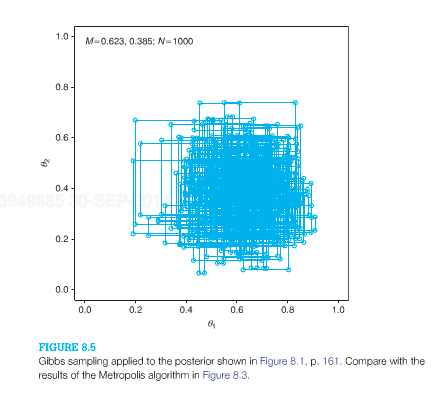 M=0.623, 0.385; N=1000
1.0
0.8
0.6
0.4
0.2
0.0
θ2
0.0 0.2 0.4 0.6 0.8 1.0
θ1
FIGURE 8.5
Gibbs sampling applied to the posterior shown in Figure 8.1, p. 161. Compare with the
results of the Metropolis algorithm in Figure 8.3.